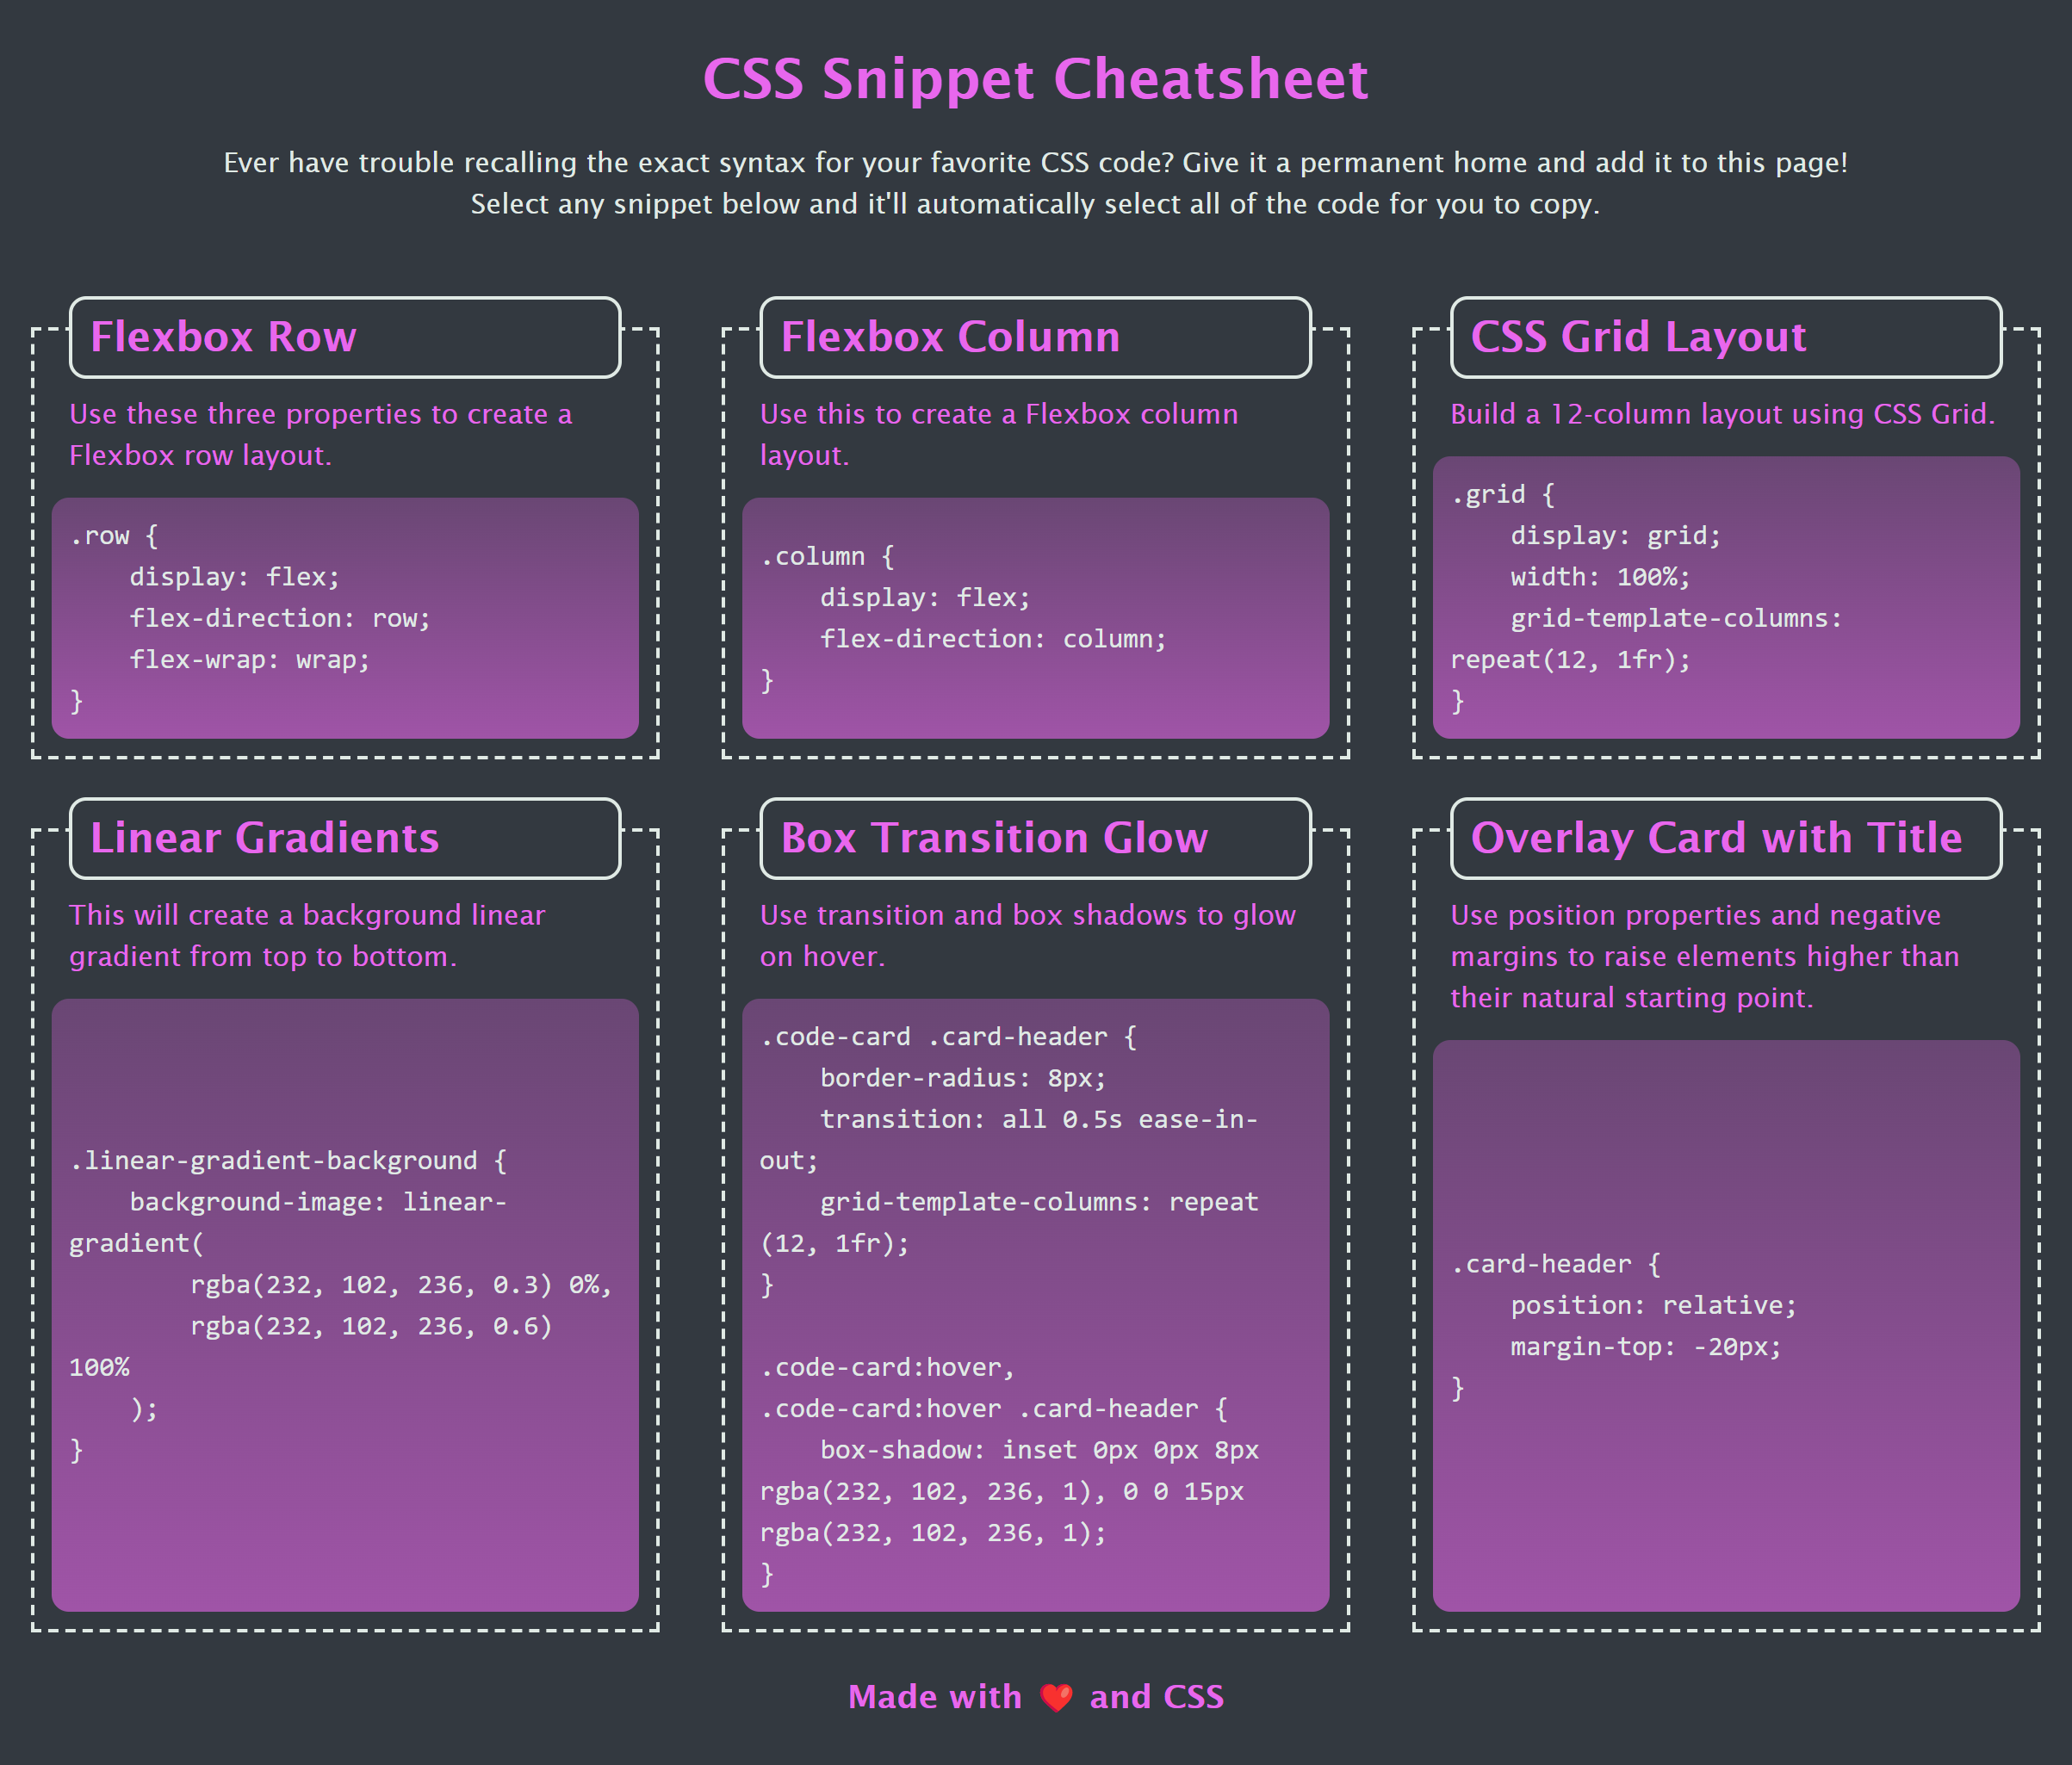 CSS Snippet Cheatsheet
Ever have trouble recalling the exact syntax for your favorite CSS code? Give it a permanent home and add it to this page!
Select any snippet below and it'll automatically select all of the code for you to copy.
Flexbox Row
Use these three properties to create a
Flexbox row layout.
.row {
    display: flex;
    flex-direction: row;
    flex-wrap: wrap;
}
Flexbox Column
Use this to create a Flexbox column
layout.
.column {
    display: flex;
    flex-direction: column;
}
CSS Grid Layout
Build a 12-column layout using CSS Grid.
.grid {
    display: grid;
    width: 100%;
    grid-template-columns:
repeat(12, 1fr);
}
Linear Gradients
This will create a background linear
gradient from top to bottom.
.linear-gradient-background {
    background-image: linear-
gradient(
        rgba(232, 102, 236, 0.3) 0%,
        rgba(232, 102, 236, 0.6)
100%
    );
}
Box Transition Glow
Use transition and box shadows to glow
on hover.
.code-card .card-header {
    border-radius: 8px;
    transition: all 0.5s ease-in-
out;
    grid-template-columns: repeat
(12, 1fr);
}
.code-card:hover,
.code-card:hover .card-header {
    box-shadow: inset 0px 0px 8px
rgba(232, 102, 236, 1), 0 0 15px
rgba(232, 102, 236, 1);
}
Overlay Card with Title
Use position properties and negative
margins to raise elements higher than
their natural starting point.
.card-header {
    position: relative;
    margin-top: -20px;
}
Made with ❤️ and CSS